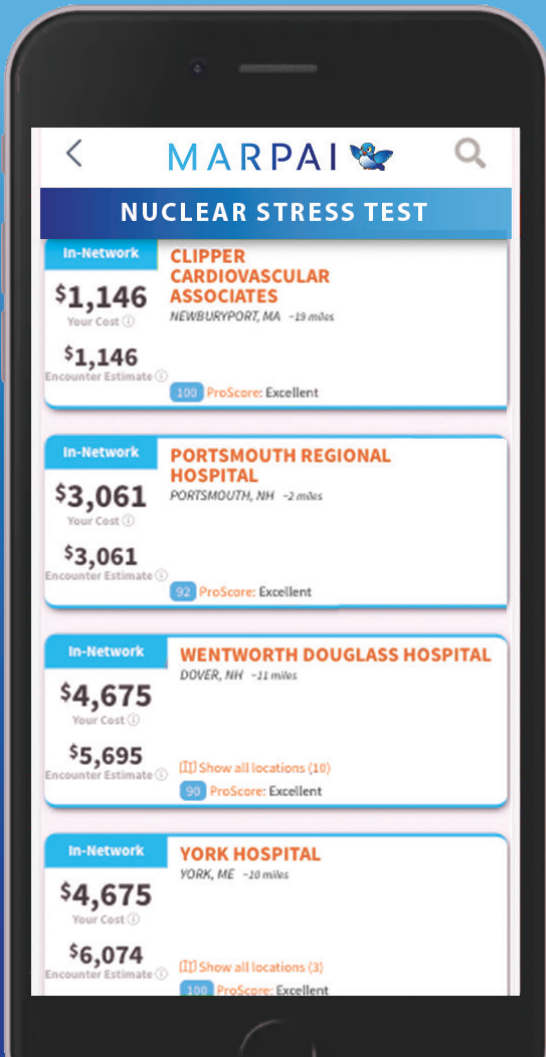 MARPAI
NUCLEAR STRESS TEST
In-Network
CLIPPER
CARDIOVASCULAR
ASSOCIATES
NEWBURYPORT, MA ~19 miles
$1,146
Your Cost
$1,146
Encounter Estimate
100 ProScore: Excellent
In-Network
PORTSMOUTH REGIONAL
HOSPITAL
PORTSMOUTH, NH ~2 miles
$3,061
Your Cost
$3,061
Encounter Estimate
92 ProScore: Excellent
In-Network
WENTWORTH DOUGLASS HOSPITAL
DOVER, NH ~11 miles
$4,675
Your Cost
$5,695
Encounter Estimate
Show all locations (10)
90 ProScore: Excellent
In-Network
YORK HOSPITAL
YORK, ME ~10 miles
$4,675
Your Cost
$6,074
Encounter Estimate
Show all locations (3)
100 ProScore: Excellent